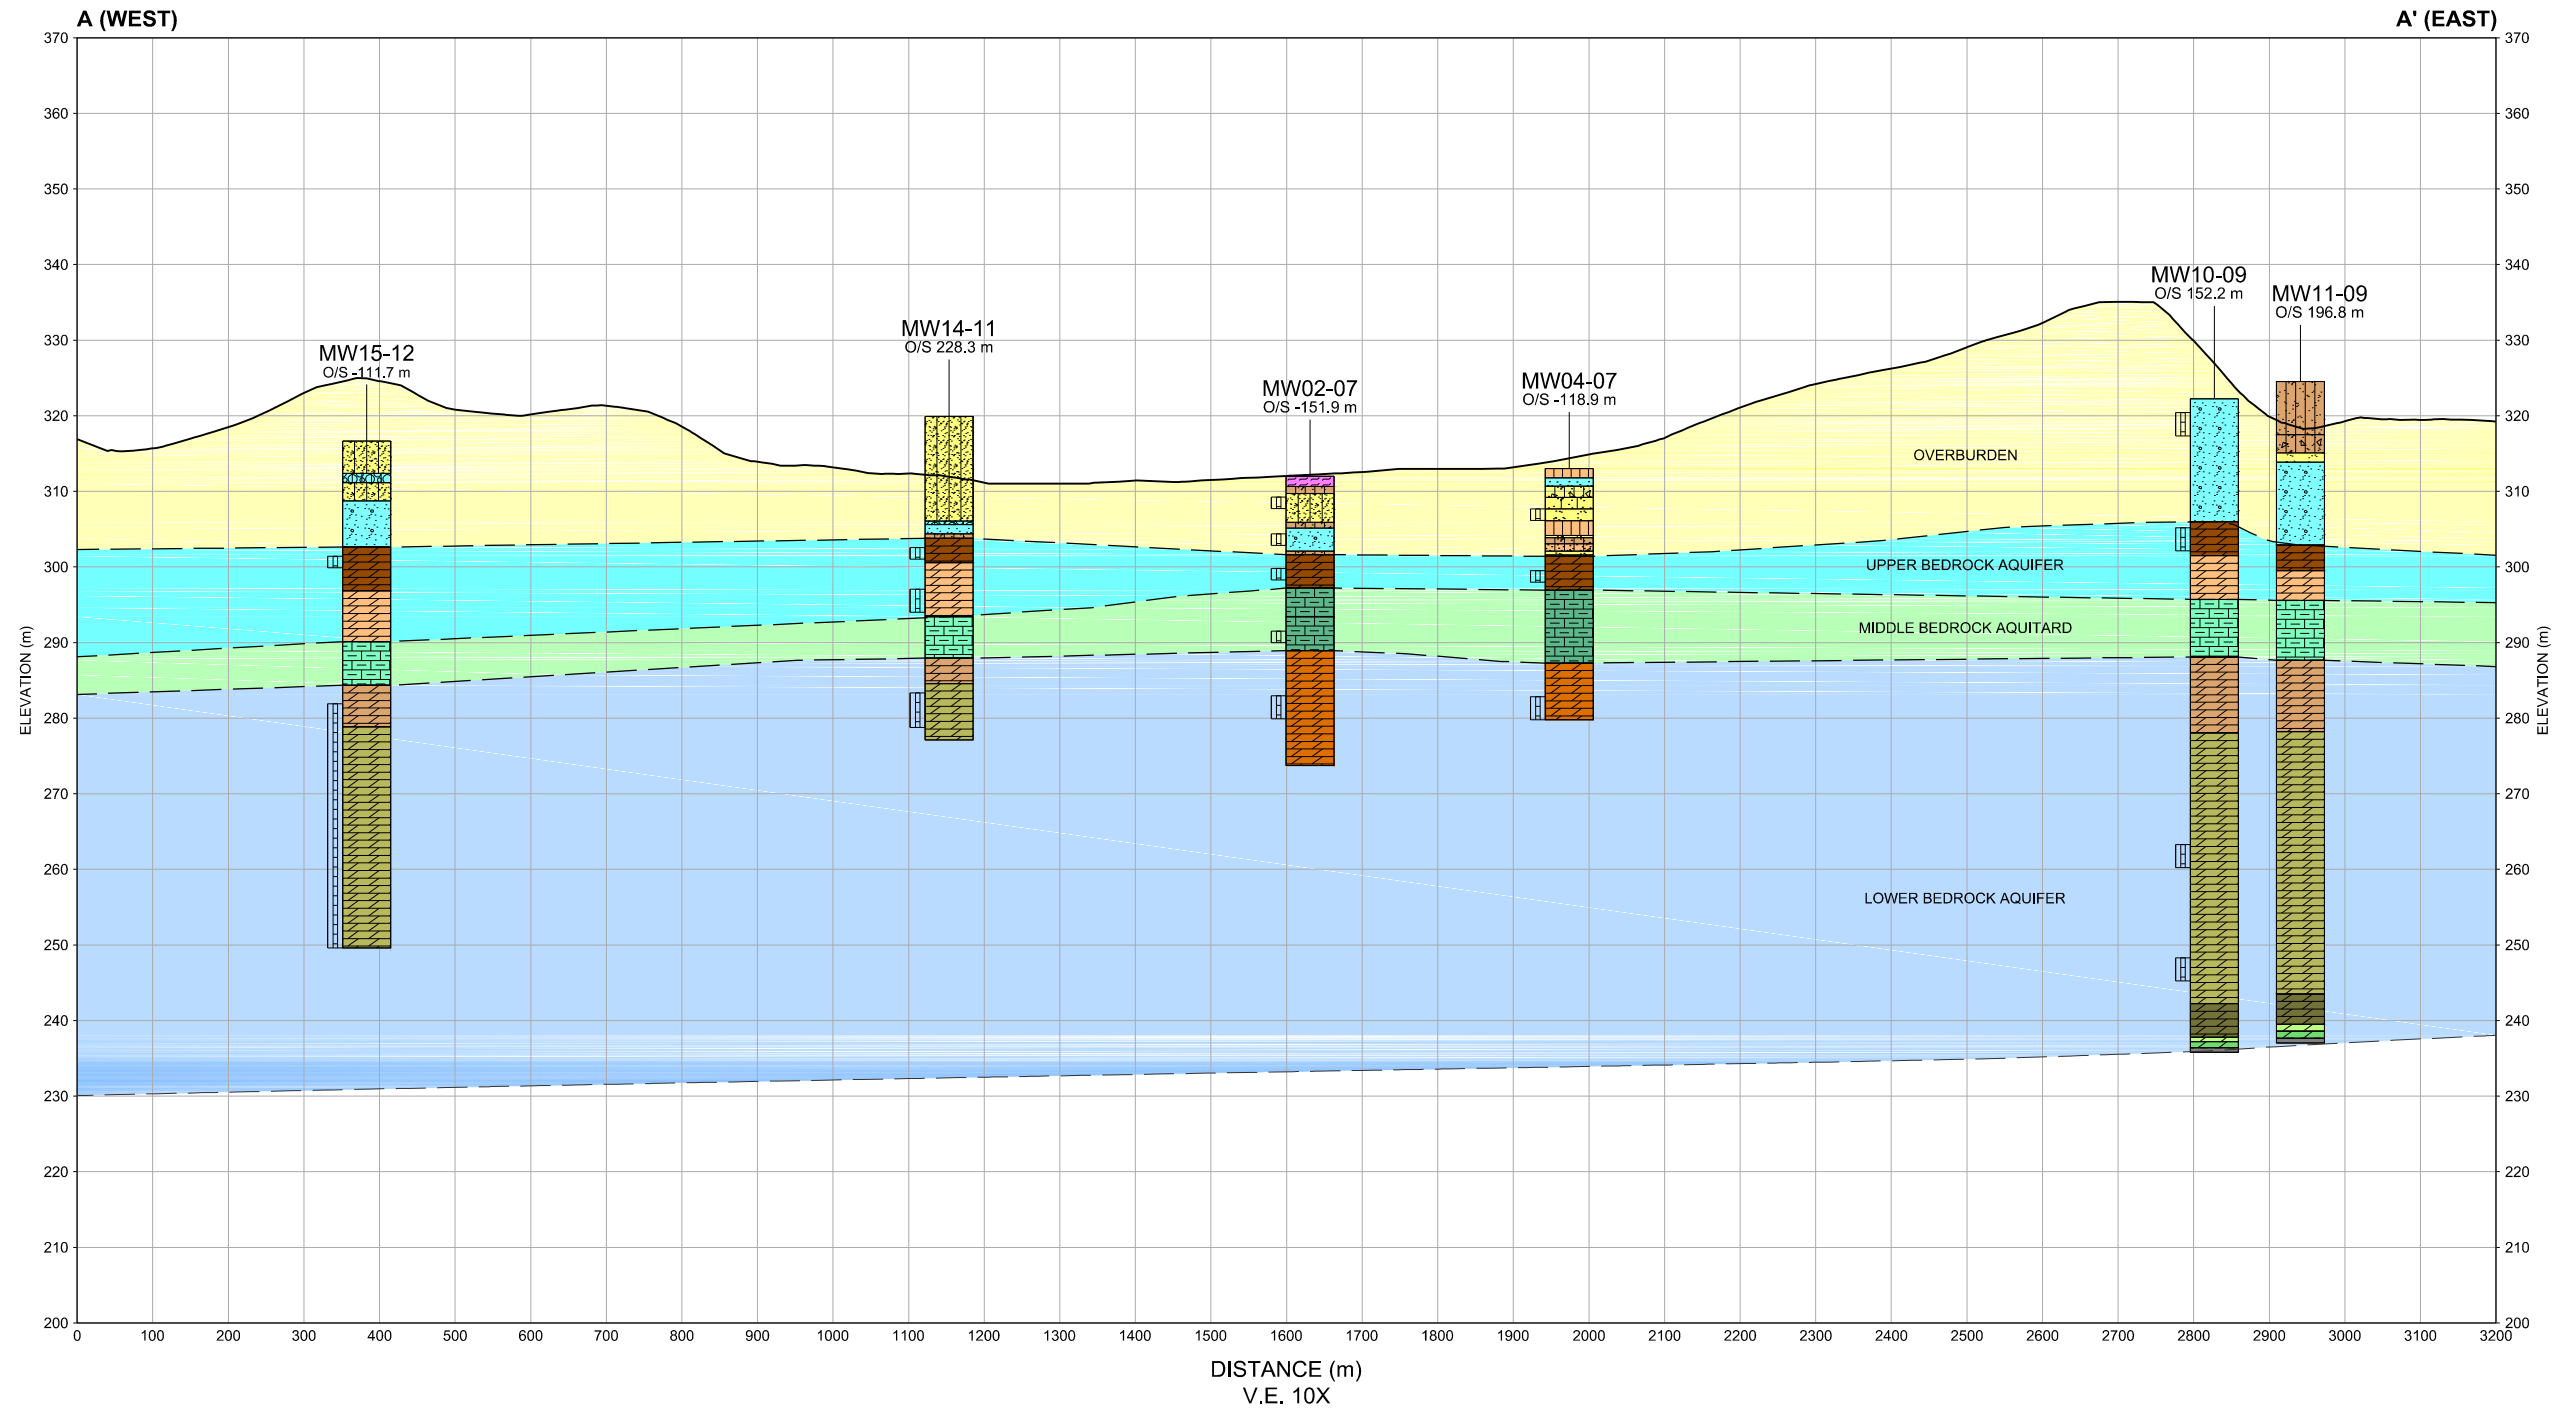 A (WEST)
A' (EAST)
370
360
350
340
330
320
310
300
290
280
270
260
250
240
230
220
210
200
ELEVATION (m)
MW15-12
O/S -111.7 m
MW14-11
O/S 228.3 m
MW02-07
O/S -151.9 m
MW04-07
O/S -118.9 m
MW10-09
O/S 152.2 m
MW11-09
O/S 196.8 m
OVERBURDEN
UPPER BEDROCK AQUIFER
MIDDLE BEDROCK AQUITARD
LOWER BEDROCK AQUIFER
370
360
350
340
330
320
310
300
290
280
270
260
250
240
230
220
210
200
ELEVATION (m)
0 100 200 300 400 500 600 700 800 900 1000 1100 1200 1300 1400 1500 1600 1700 1800 1900 2000 2100 2200 2300 2400 2500 2600 2700 2800 2900 3000 3100 3200
DISTANCE (m)
V.E. 10X